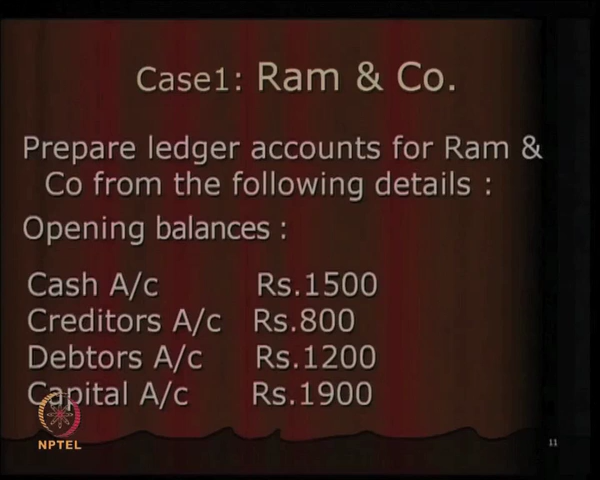 Case1: Ram & Co.
Prepare ledger accounts for Ram &
Co from the following details :
Opening balances :
Cash A/c Rs.1500
Creditors A/c Rs.800
Debtors A/c Rs.1200
Capital A/c Rs.1900
NPTEL
11